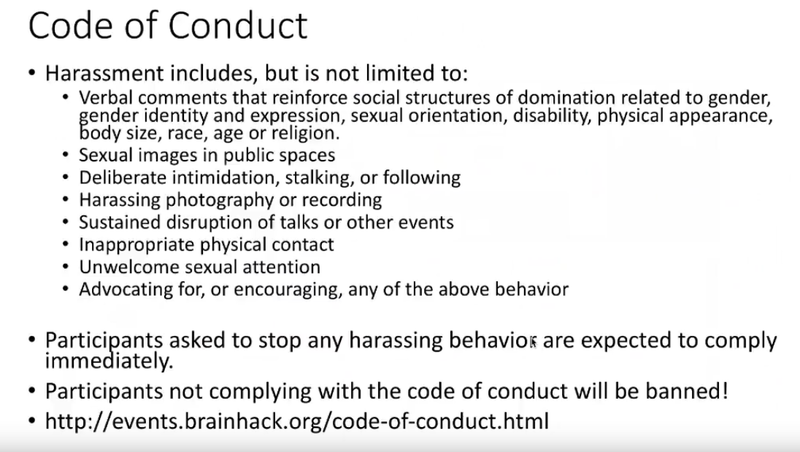 Code of Conduct
• Harassment includes, but is not limited to:
• Verbal comments that reinforce social structures of domination related to gender,
gender identity and expression, sexual orientation, disability, physical appearance,
body size, race, age or religion.
• Sexual images in public spaces
• Deliberate intimidation, stalking, or following
• Harassing photography or recording
• Sustained disruption of talks or other events
• Inappropriate physical contact
• Unwelcome sexual attention
• Advocating for, or encouraging, any of the above behavior
• Participants asked to stop any harassing behavior are expected to comply
immediately.
• Participants not complying with the code of conduct will be banned!
• http://events.brainhack.org/code-of-conduct.html